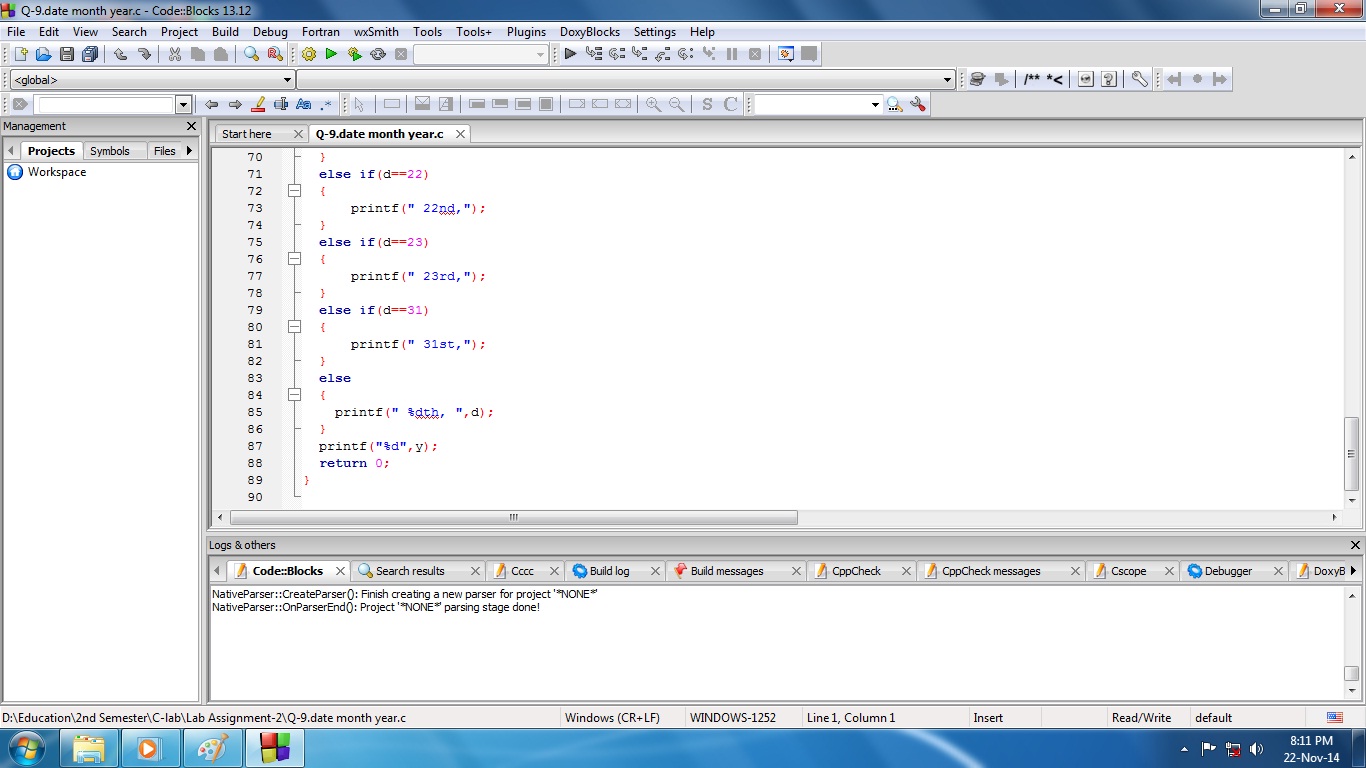 Q-9.date month year.c - Code::Blocks 13.12
File Edit View Search Project Build Debug Fortran wxSmith Tools Tools+ Plugins DoxyBlocks Settings Help
<global>
/** *<
Aa .*
S C
Management
Projects Symbols Files
Workspace
Start here Q-9.date month year.c
70 }
71 else if(d==22)
72 {
73 printf(" 22nd,");
74 }
75 else if(d==23)
76 {
77 printf(" 23rd,");
78 }
79 else if(d==31)
80 {
81 printf(" 31st,");
82 }
83 else
84 {
85 printf(" %dth, ",d);
86 }
87 printf("%d",y);
88 return 0;
89 }
90
Logs & others
Code::Blocks Search results Cccc Build log Build messages CppCheck CppCheck messages Cscope Debugger DoxyB
NativeParser::CreateParser(): Finish creating a new parser for project '*NONE*'
NativeParser::OnParserEnd(): Project '*NONE*' parsing stage done!
D:\Education\2nd Semester\C-lab\Lab Assignment-2\Q-9.date month year.c Windows (CR+LF) WINDOWS-1252 Line 1, Column 1 Insert Read/Write default
8:11 PM
22-Nov-14